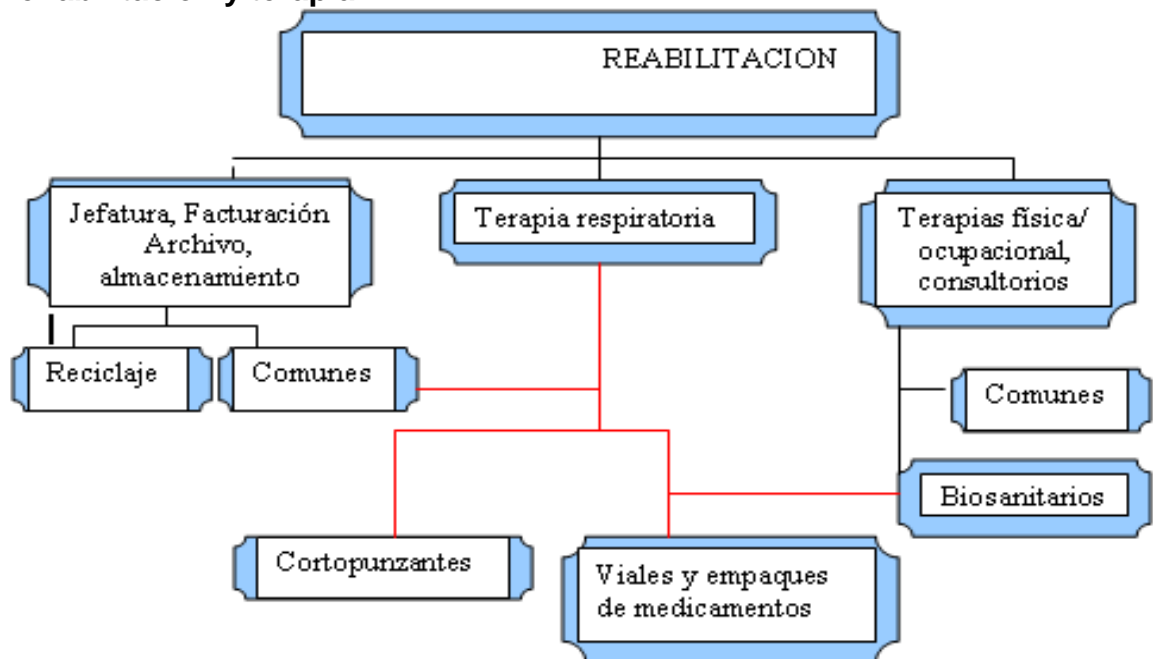 REABILITACION
Jefatura, Facturación
Archivo,
almacenamiento
Terapia respiratoria
Terapias física/
ocupacional,
consultorios
Reciclaje
Comunes
Comunes
Biosanitarios
Cortopunzantes
Viales y empaques
de medicamentos